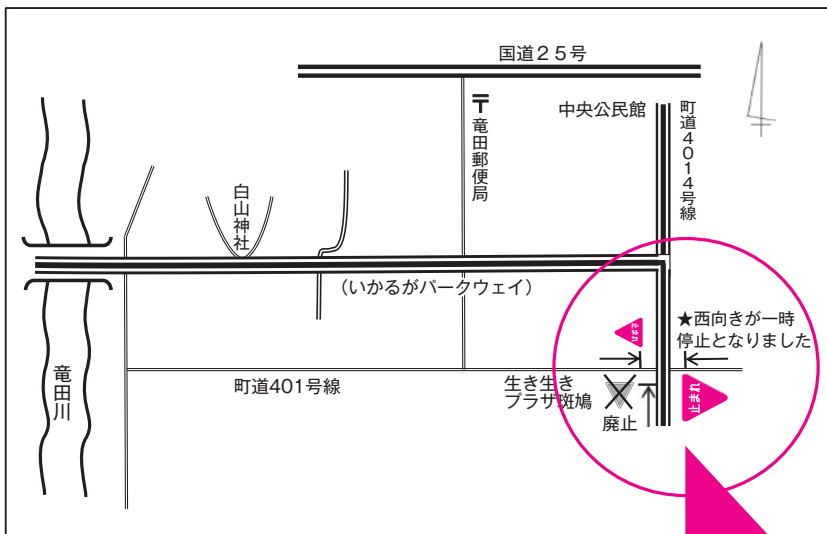 国道25号
中央公民館
町道4014号線
〒竜田郵便局
白山神社
(いかるがパークウェイ)
★西向きが一時
停止となりました
止まれ
町道401号線
生き生き
プラザ斑鳩
廃止
止まれ
竜田川